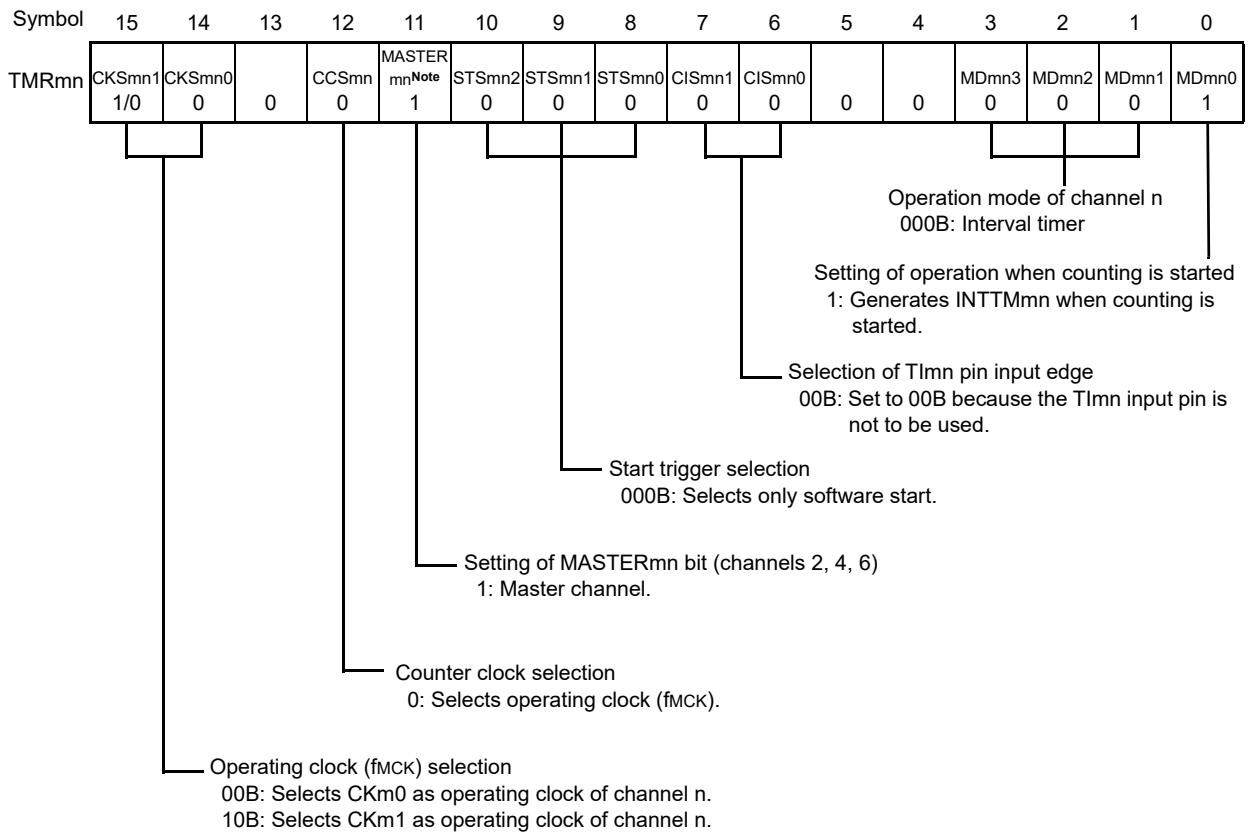 Symbol 15 14 13 12 11 10 9 8 7 6 5 4 3 2 1 0
TMRmn CKSmn1 CKSmn0 CCSmn MASTER mnNote STSmn2 STSmn1 STSmn0 CISmn1 CISmn0 MDmn3 MDmn2 MDmn1 MDmn0
1/0 0 0 0 1 0 0 0 0 0 0 0 0 0 0 1
Operation mode of channel n
000B: Interval timer
Setting of operation when counting is started
1: Generates INTTMmn when counting is
started.
Selection of TImn pin input edge
00B: Set to 00B because the TImn input pin is
not to be used.
Start trigger selection
000B: Selects only software start.
Setting of MASTERmn bit (channels 2, 4, 6)
1: Master channel.
Counter clock selection
0: Selects operating clock (fMCK).
Operating clock (fMCK) selection
00B: Selects CKm0 as operating clock of channel n.
10B: Selects CKm1 as operating clock of channel n.